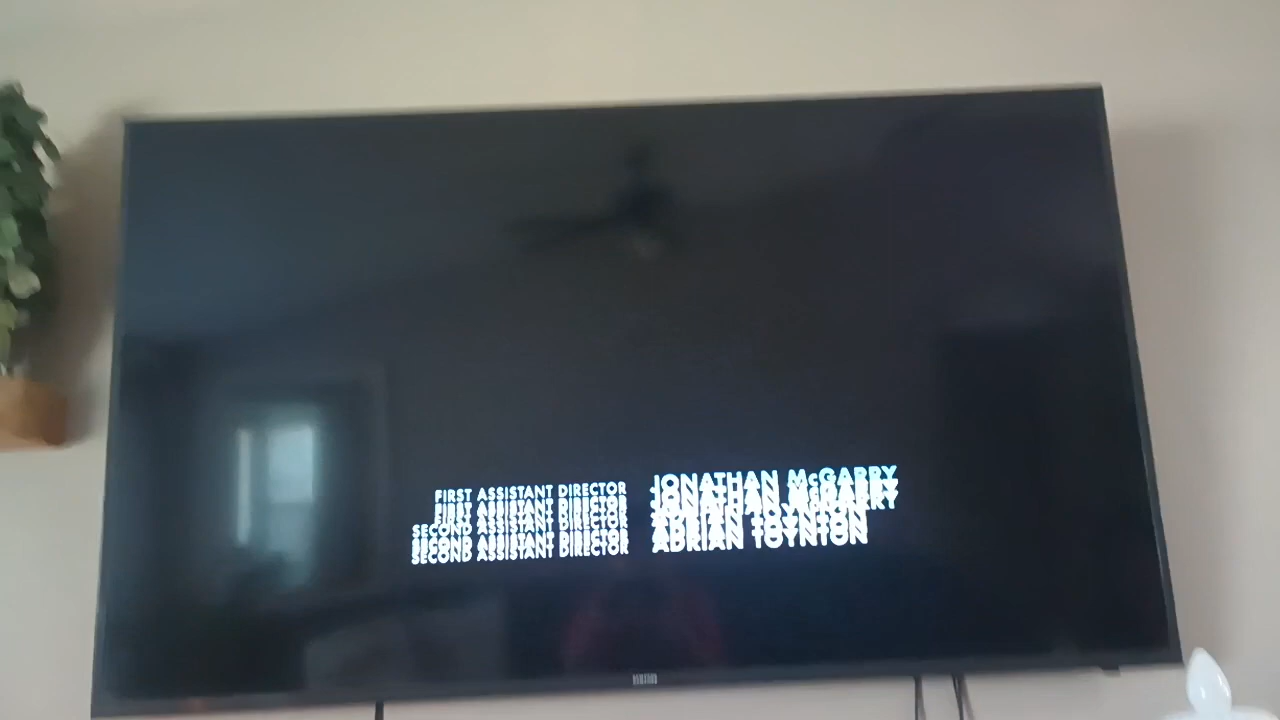 FIRST ASSISTANT DIRECTOR JONATHAN McGARRY
SECOND ASSISTANT DIRECTOR ADRIAN TOYNTON